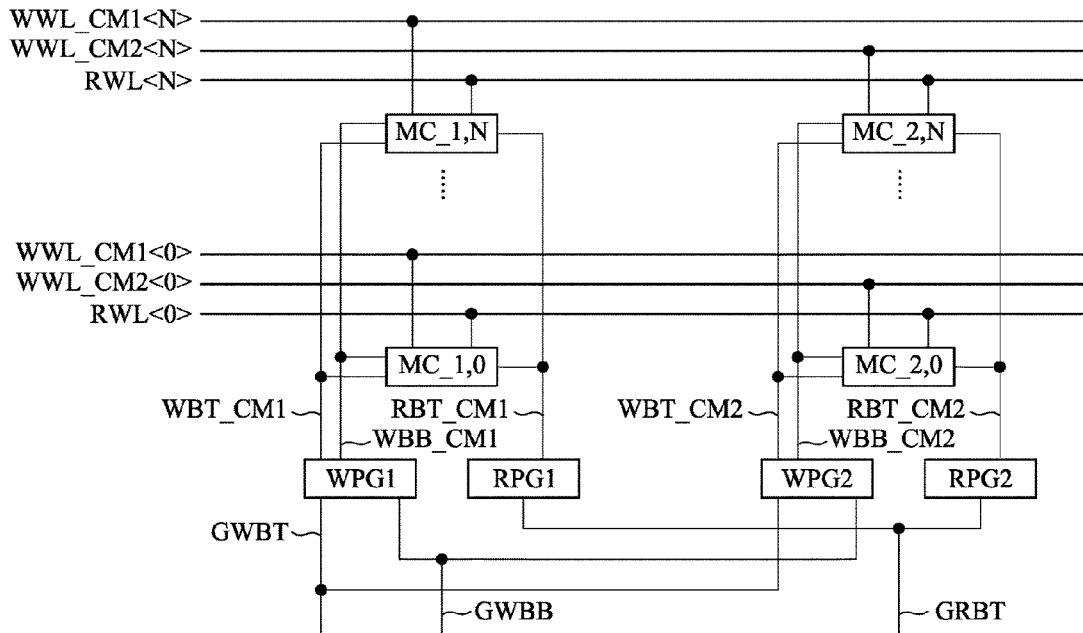 WWL_CM1<N>
WWL_CM2<N>
RWL<N>
MC_1,N
MC_2,N
WWL_CM1<0>
WWL_CM2<0>
RWL<0>
MC_1,0
MC_2,0
WBT_CM1
RBT_CM1
WBT_CM2
RBT_CM2
WBB_CM1
WBB_CM2
WPG1
RPG1
WPG2
RPG2
GWBT
GWBB
GRBT